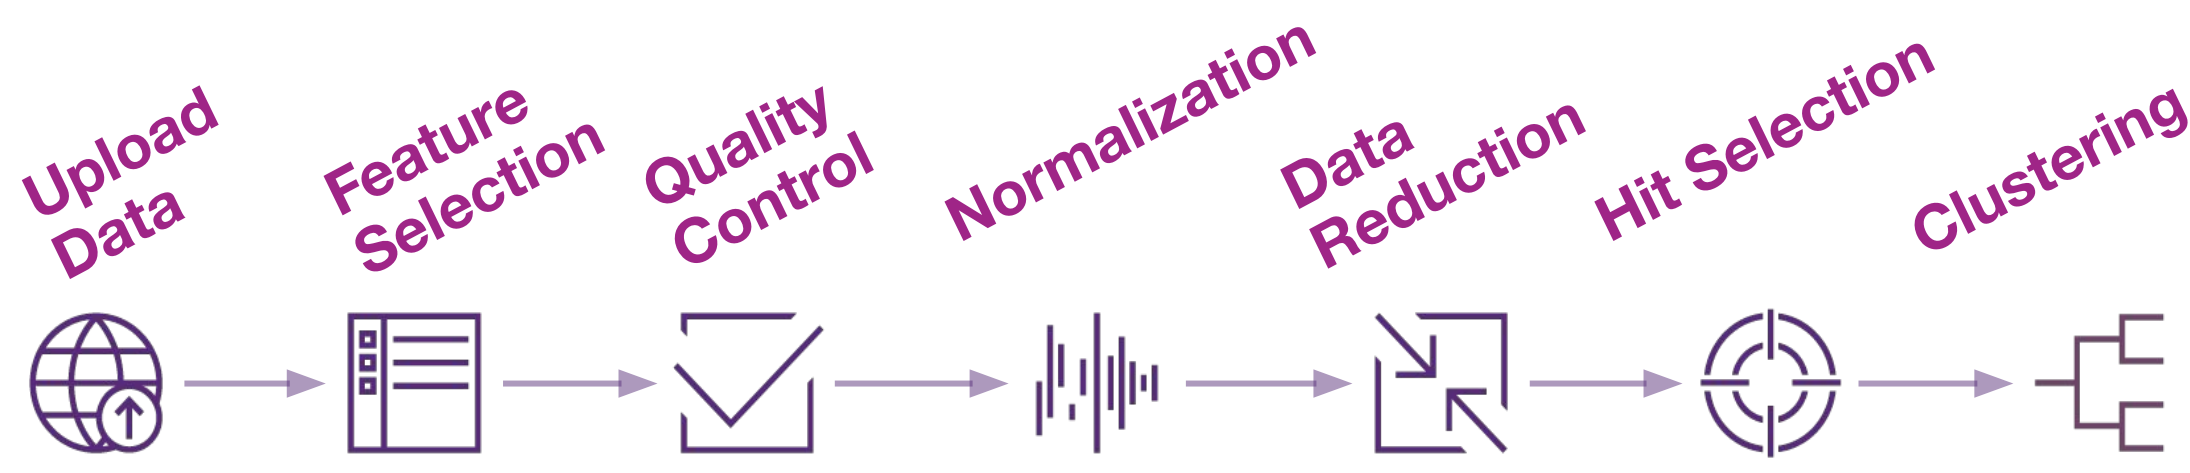 Upload
Data
Feature
Selection
Quality
Control
Normalization
Data
Reduction
Hit Selection
Clustering